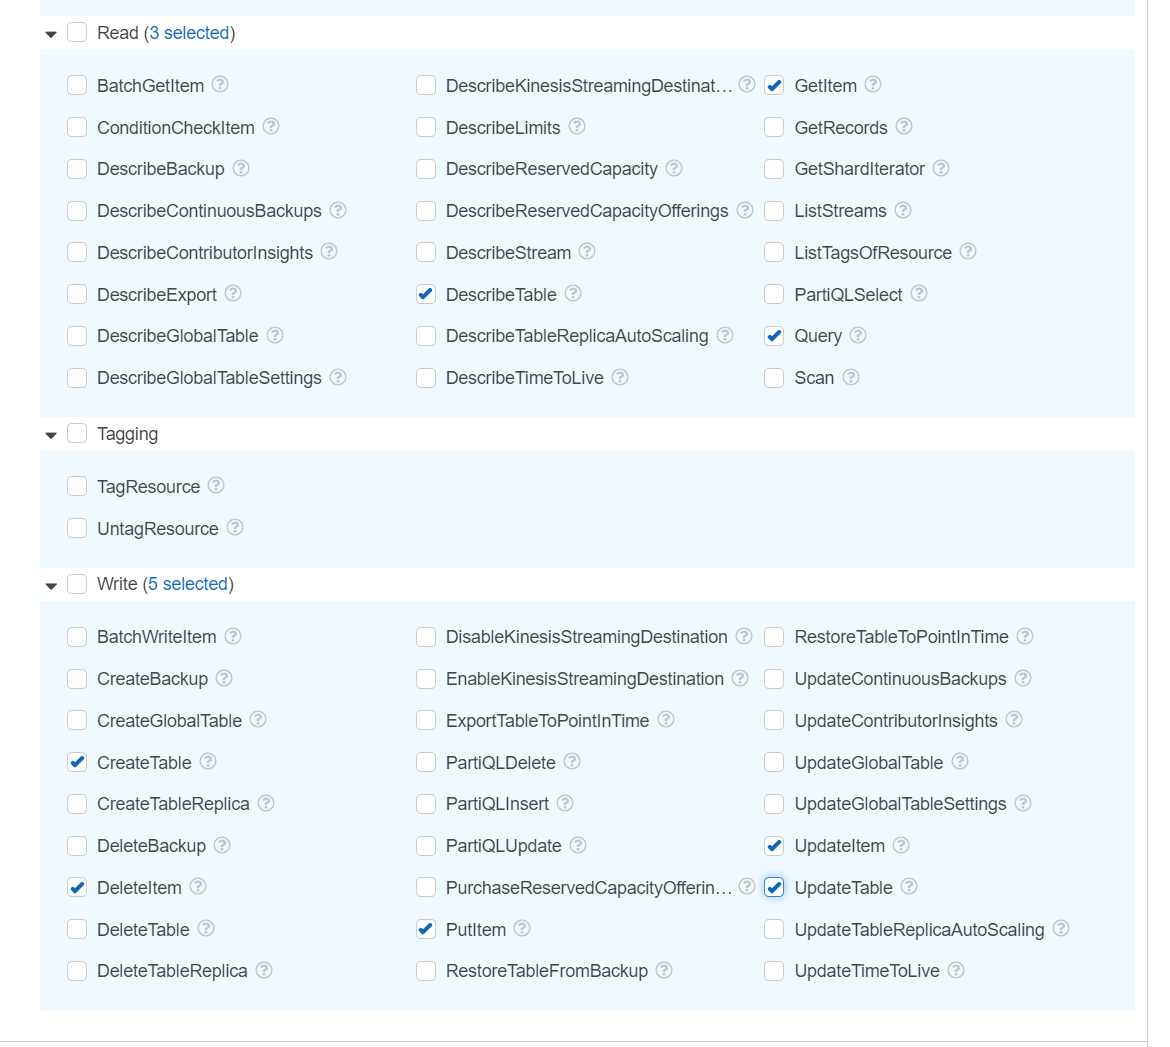 Read (3 selected)
BatchGetItem ?
DescribeKinesisStreamingDestinat... ?
GetItem ?
ConditionCheckItem ?
DescribeLimits ?
GetRecords ?
DescribeBackup ?
DescribeReservedCapacity ?
GetShardIterator ?
DescribeContinuousBackups ?
DescribeReservedCapacityOfferings ?
ListStreams ?
DescribeContributorInsights ?
DescribeStream ?
ListTagsOfResource ?
DescribeExport ?
DescribeTable ?
PartiQLSelect ?
DescribeGlobalTable ?
DescribeTableReplicaAutoScaling ?
Query ?
DescribeGlobalTableSettings ?
DescribeTimeToLive ?
Scan ?
Tagging
TagResource ?
UntagResource ?
Write (5 selected)
BatchWriteItem ?
DisableKinesisStreamingDestination ?
RestoreTableToPointInTime ?
CreateBackup ?
EnableKinesisStreamingDestination ?
UpdateContinuousBackups ?
CreateGlobalTable ?
ExportTableToPointInTime ?
UpdateContributorInsights ?
CreateTable ?
PartiQLDelete ?
UpdateGlobalTable ?
CreateTableReplica ?
PartiQLInsert ?
UpdateGlobalTableSettings ?
DeleteBackup ?
PartiQLUpdate ?
UpdateItem ?
DeleteItem ?
PurchaseReservedCapacityOfferin... ?
UpdateTable ?
DeleteTable ?
PutItem ?
UpdateTableReplicaAutoScaling ?
DeleteTableReplica ?
RestoreTableFromBackup ?
UpdateTimeToLive ?